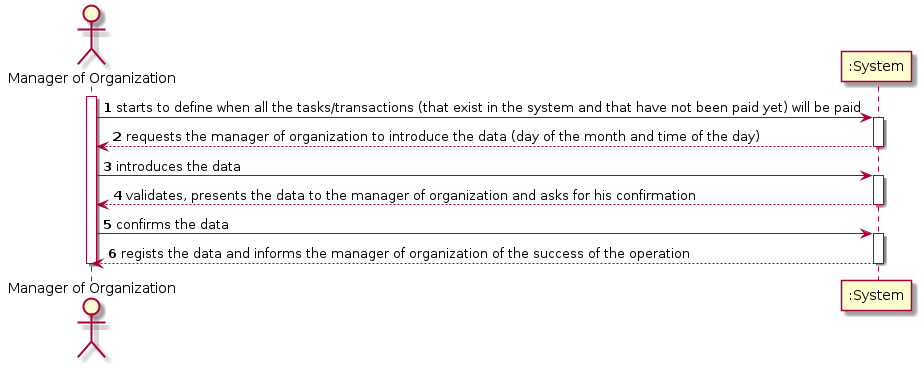 Manager of Organization
:System
1 starts to define when all the tasks/transactions (that exist in the system and that have not been paid yet) will be paid
2 requests the manager of organization to introduce the data (day of the month and time of the day)
3 introduces the data
4 validates, presents the data to the manager of organization and asks for his confirmation
5 confirms the data
6 regists the data and informs the manager of organization of the success of the operation
Manager of Organization
:System